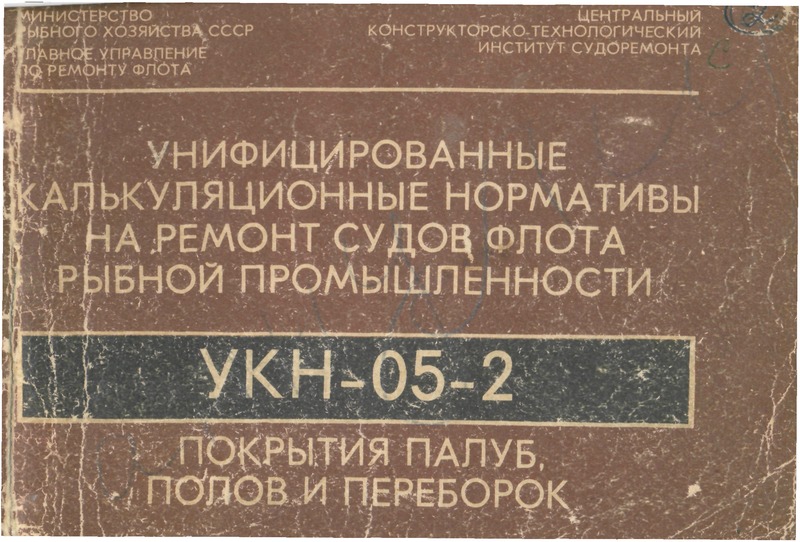 МИНИСТЕРСТВО
РЫБНОГО ХОЗЯЙСТВА СССР
ГЛАВНОЕ УПРАВЛЕНИЕ
ПО РЕМОНТУ ФЛОТА
ЦЕНТРАЛЬНЫЙ
КОНСТРУКТОРСКО-ТЕХНОЛОГИЧЕСКИЙ
ИНСТИТУТ СУДОРЕМОНТА
УНИФИЦИРОВАННЫЕ
КАЛЬКУЛЯЦИОННЫЕ НОРМАТИВЫ
НА РЕМОНТ СУДОВ ФЛОТА
РЫБНОЙ ПРОМЫШЛЕННОСТИ
УКН-05-2
ПОКРЫТИЯ ПАЛУБ,
ПОЛОВ И ПЕРЕБОРОК